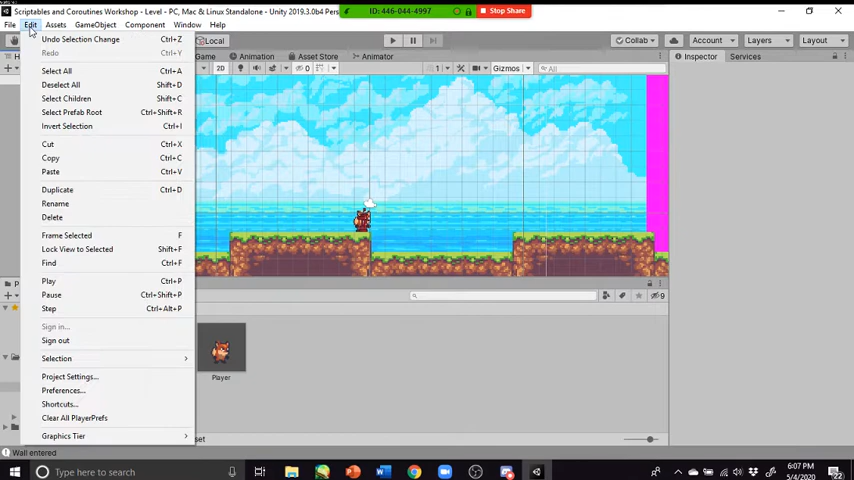 Scriptables and Coroutines Workshop - Level - PC, Mac & Linux Standalone - Unity 2019.3.0b4 Pers
ID: 446-044-4997
Stop Share
File Edit Assets GameObject Component Window Help
Local
Collab
Account
Layers
Layout
Game
Animation
Asset Store
Animator
Inspector
Services
2D
0
1
Gizmos
All
Undo Selection Change Ctrl+Z
Redo Ctrl+Y
Select All Ctrl+A
Deselect All Shift+D
Select Children Shift+C
Select Prefab Root Ctrl+Shift+R
Invert Selection Ctrl+I
Cut Ctrl+X
Copy Ctrl+C
Paste Ctrl+V
Duplicate Ctrl+D
Rename
Delete
Frame Selected F
Lock View to Selected Shift+F
Find Ctrl+F
Play Ctrl+P
Pause Ctrl+Shift+P
Step Ctrl+Alt+P
Sign in...
Sign out
Selection
Project Settings...
Preferences...
Shortcuts...
Clear All PlayerPrefs
Graphics Tier
9
Player
Wall entered
Type here to search
6:07 PM
5/4/2020
22